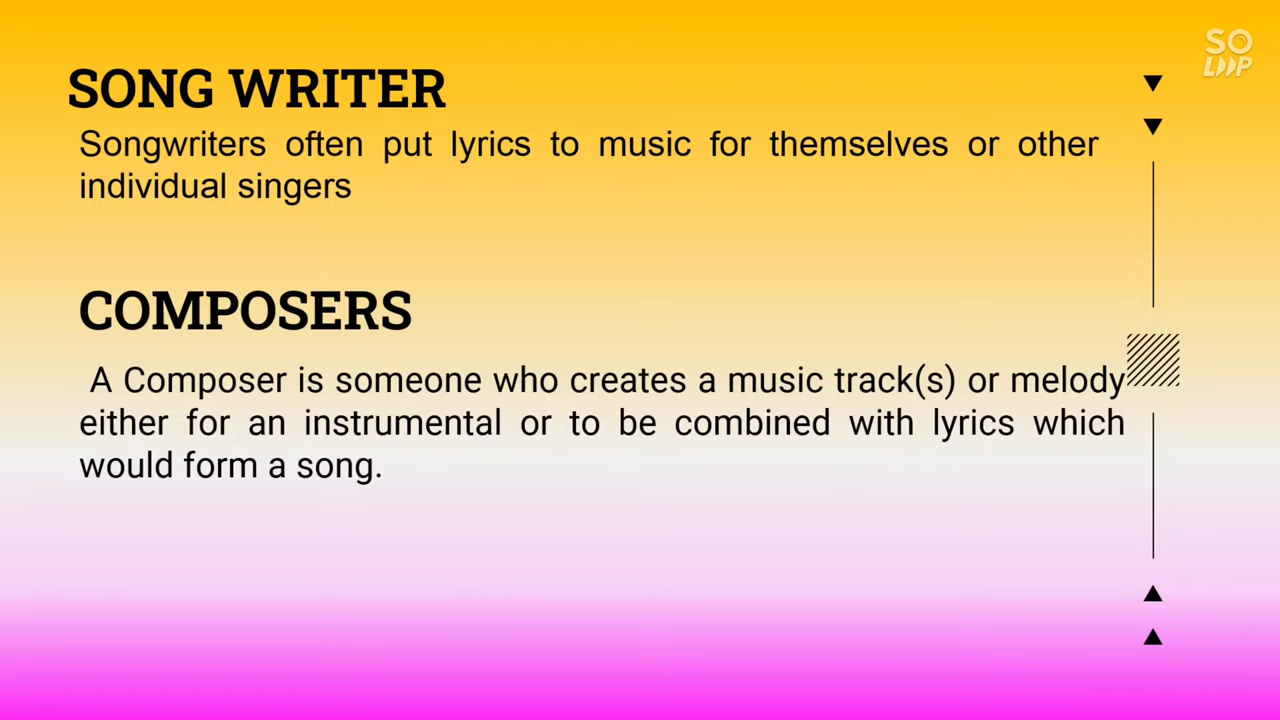 SO
LOOP
SONG WRITER
Songwriters often put lyrics to music for themselves or other
individual singers
COMPOSERS
A Composer is someone who creates a music track(s) or melody
either for an instrumental or to be combined with lyrics which
would form a song.